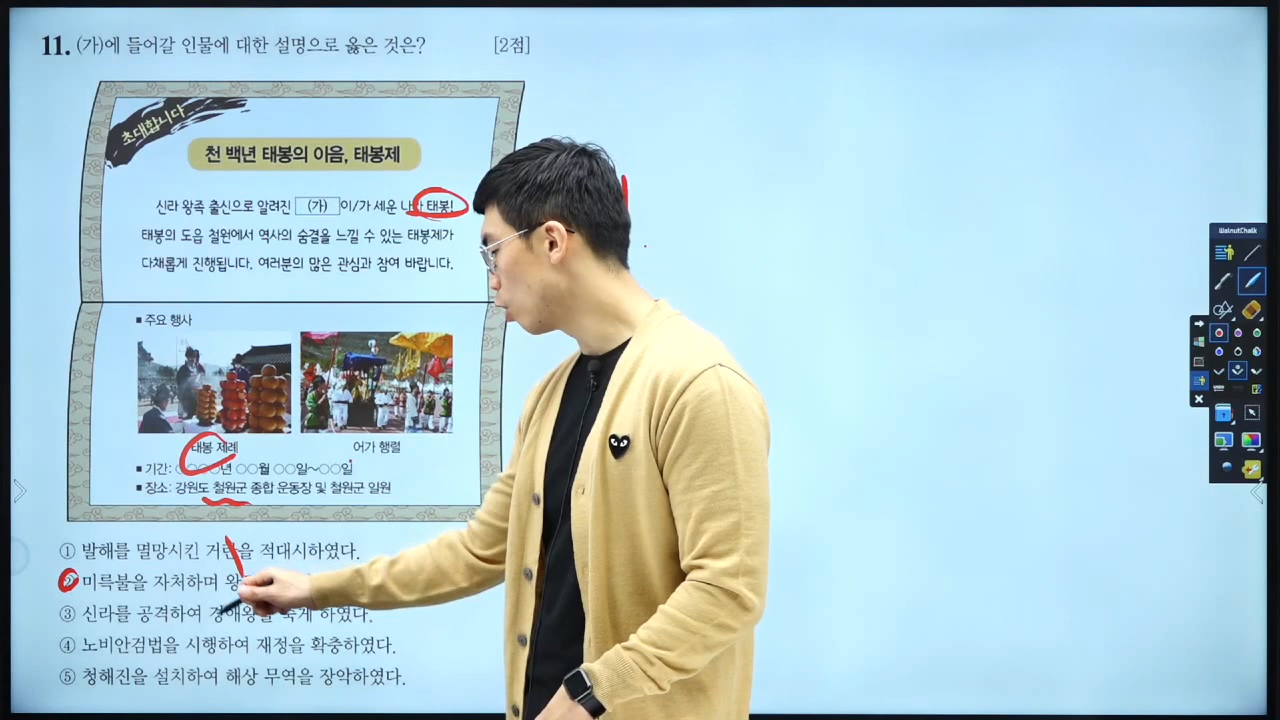 11. (가)에 들어갈 인물에 대한 설명으로 옳은 것은? [2점]
초대합니다
천 백년 태봉의 이음, 태봉제
신라 왕족 출신으로 알려진 (가) 이/가 세운 나라 태봉!
태봉의 도읍 철원에서 역사의 숨결을 느낄 수 있는 태봉제가
다채롭게 진행됩니다. 여러분의 많은 관심과 참여 바랍니다.
■ 주요 행사
태봉 제례 어가 행렬
■ 기간: ○○○○년 ○○월 ○○일~○○일
■ 장소: 강원도 철원군 종합 운동장 및 철원군 일원
① 발해를 멸망시킨 거란을 적대시하였다.
② 미륵불을 자처하며
③ 신라를 공격하여 경애왕을 죽게 하였다.
④ 노비안검법을 시행하여 재정을 확충하였다.
⑤ 청해진을 설치하여 해상 무역을 장악하였다.
WalnutChalk